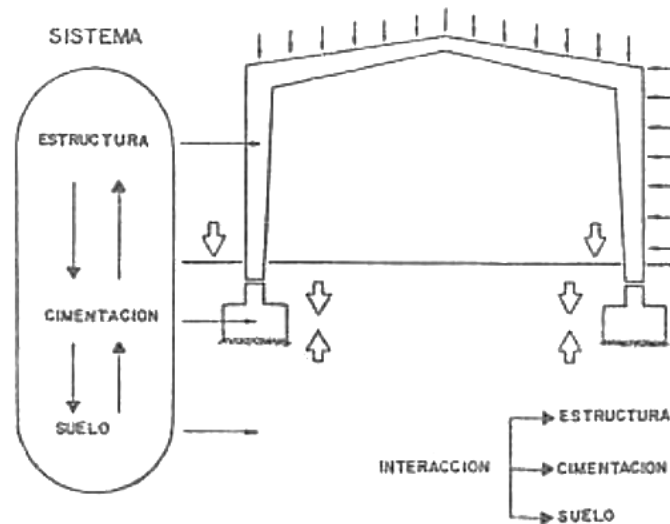 SISTEMA
ESTRUCTURA
CIMENTACION
SUELO
INTERACCION
ESTRUCTURA
CIMENTACION
SUELO